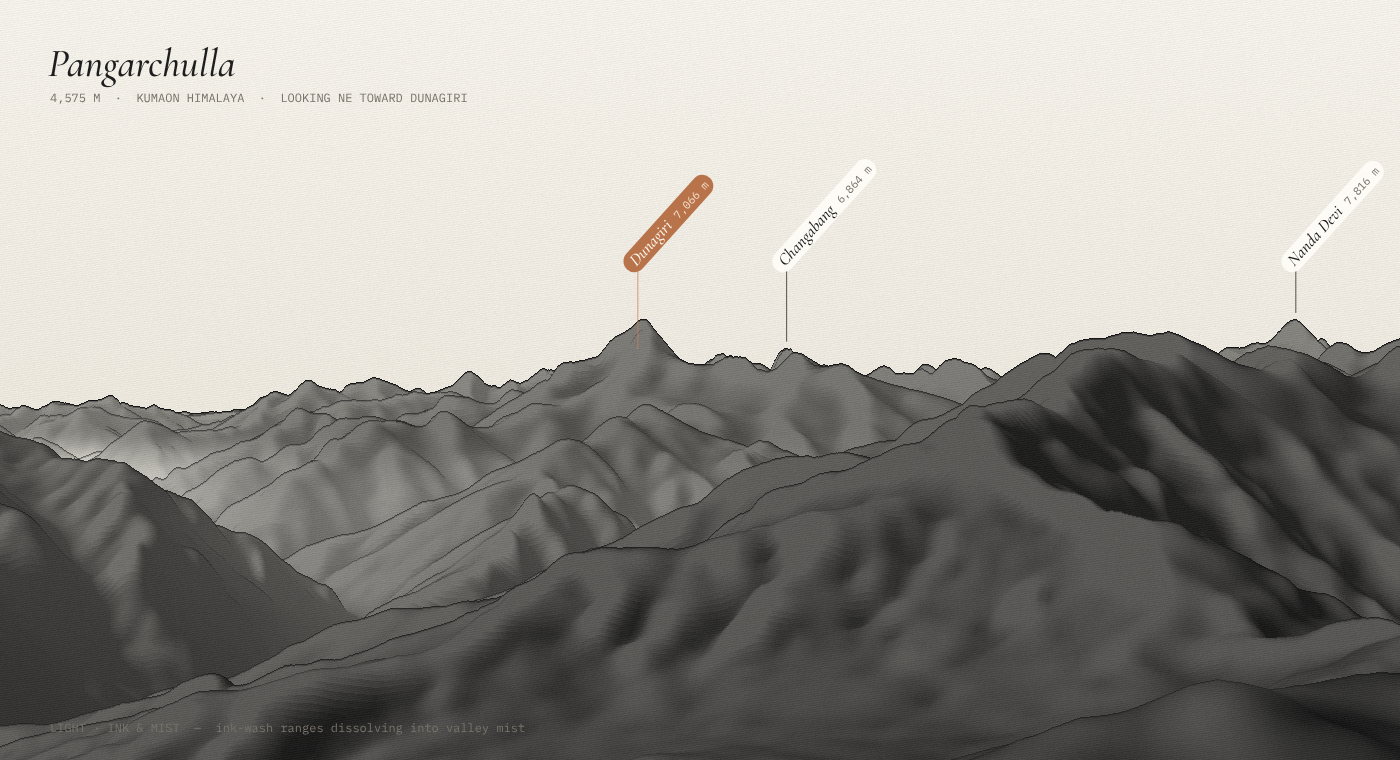 Pangarchulla
4,575 M · KUMAON HIMALAYA · LOOKING NE TOWARD DUNAGIRI
Dunagiri 7,066 m
Changabang 6,864 m
Nanda Devi 7,816 m
LIGHT · INK & MIST — ink-wash ranges dissolving into valley mist